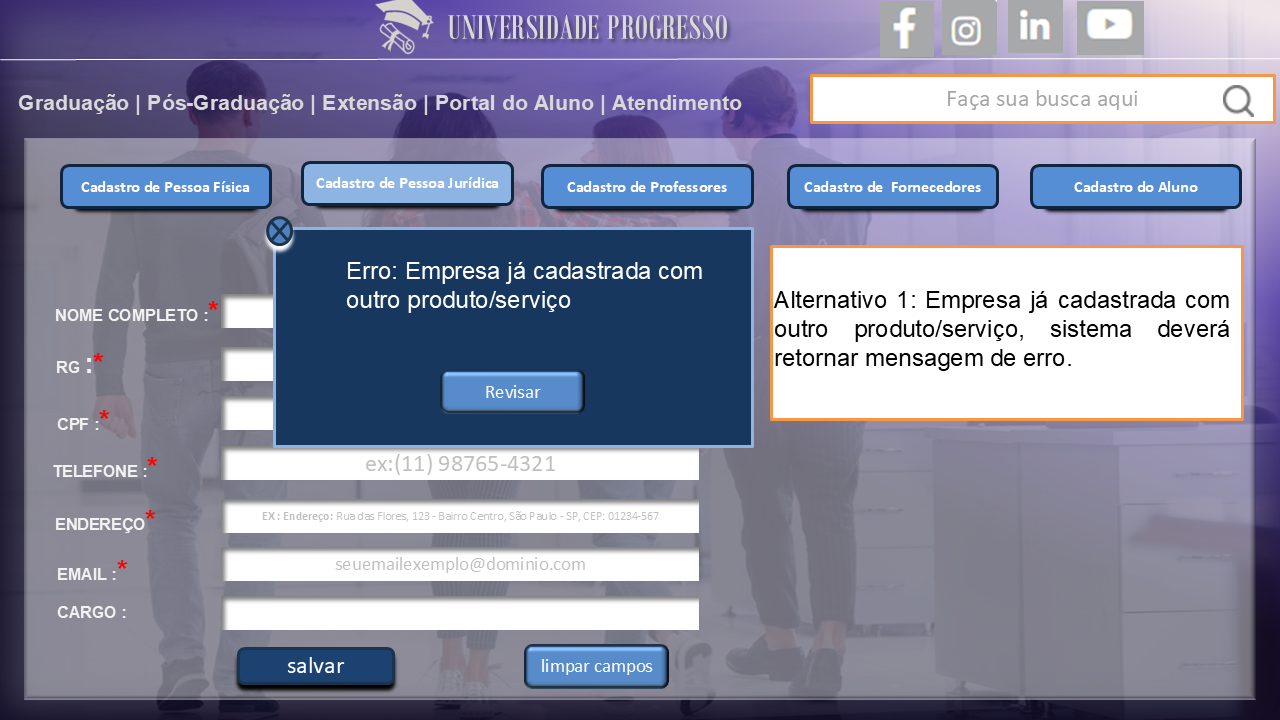 UNIVERSIDADE PROGRESSO
Graduação | Pós-Graduação | Extensão | Portal do Aluno | Atendimento
Faça sua busca aqui
Cadastro de Pessoa Física
Cadastro de Pessoa Jurídica
Cadastro de Professores
Cadastro de Fornecedores
Cadastro do Aluno
Erro: Empresa já cadastrada com
outro produto/serviço
Revisar
Alternativo 1: Empresa já cadastrada com
outro produto/serviço, sistema deverá
retornar mensagem de erro.
NOME COMPLETO :*
RG :*
CPF :*
TELEFONE :*
ex:(11) 98765-4321
ENDEREÇO*
EX : Endereço: Rua das Flores, 123 - Bairro Centro, São Paulo - SP, CEP: 01234-567
EMAIL :*
seuemailexemplo@dominio.com
CARGO :
salvar
limpar campos